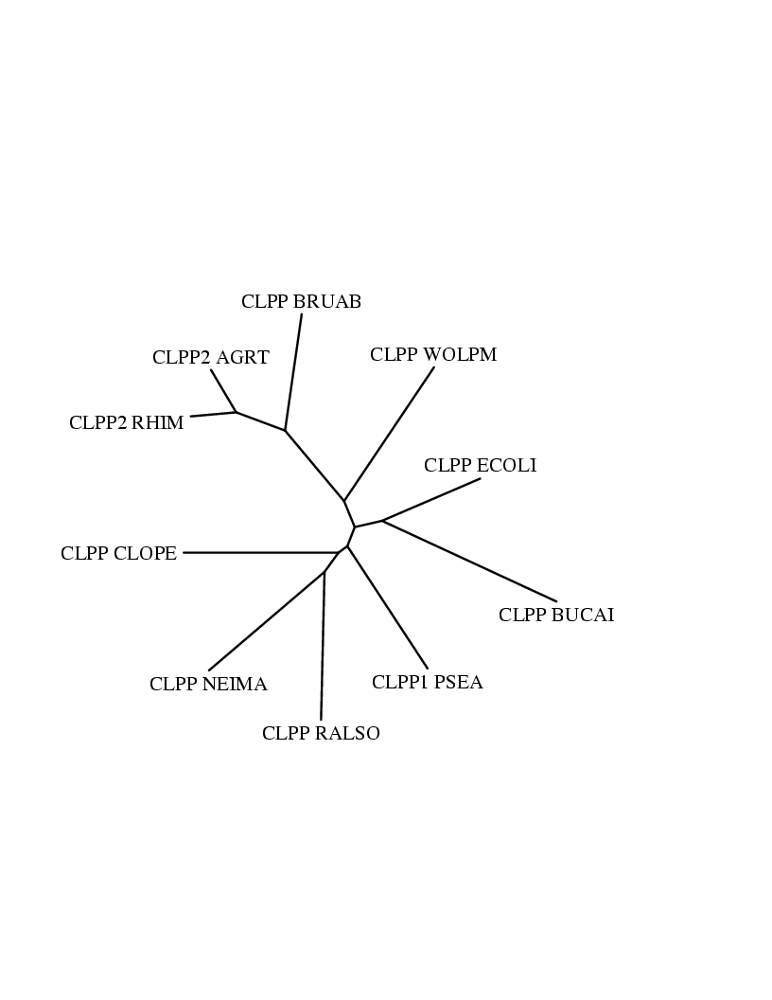 CLPP BRUAB
CLPP2 AGRT
CLPP WOLPM
CLPP2 RHIM
CLPP ECOLI
CLPP CLOPE
CLPP BUCAI
CLPP NEIMA
CLPP1 PSEA
CLPP RALSO